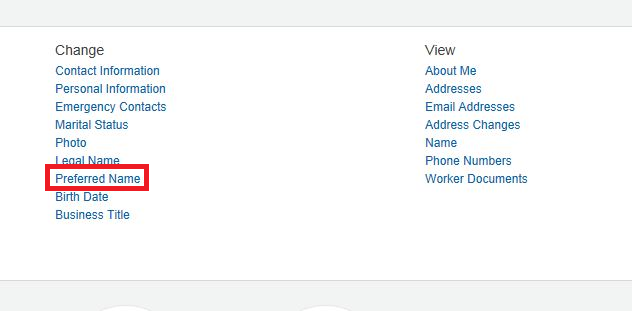 Change
Contact Information
Personal Information
Emergency Contacts
Marital Status
Photo
Legal Name
Preferred Name
Birth Date
Business Title
View
About Me
Addresses
Email Addresses
Address Changes
Name
Phone Numbers
Worker Documents